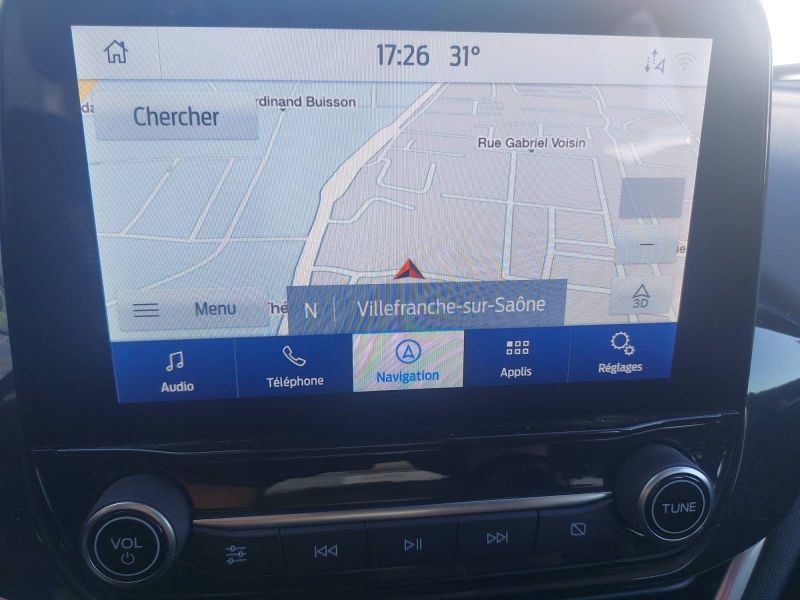 17:26 31°
Chercher
rdinand Buisson
Rue Gabriel Voisin
Menu
N Villefranche-sur-Saône
3D
Audio
Téléphone
Navigation
Applis
Réglages
VOL
TUNE